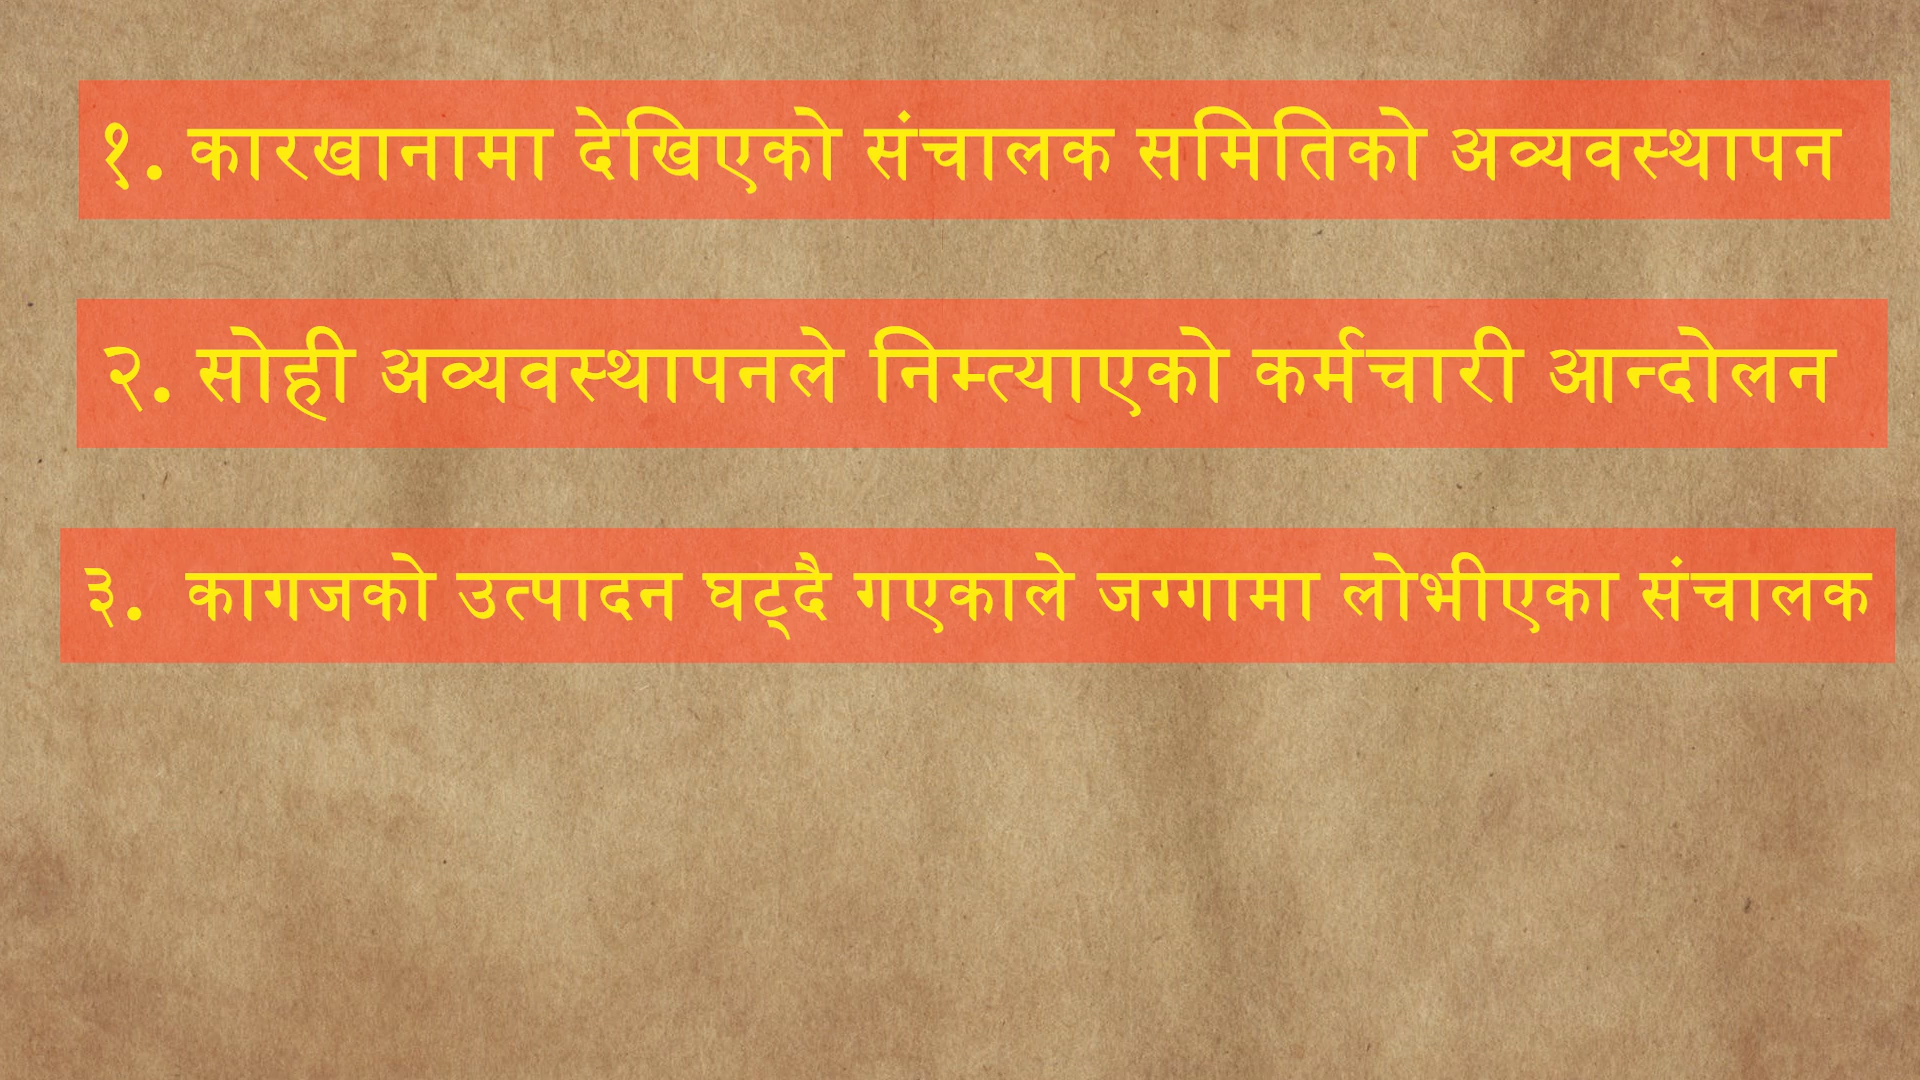 १. कारखानामा देखिएको संचालक समितिको अव्यवस्थापन
२. सोही अव्यवस्थापनले निम्त्याएको कर्मचारी आन्दोलन
३. कागजको उत्पादन घट्दै गएकाले जग्गामा लोभीएका संचालक